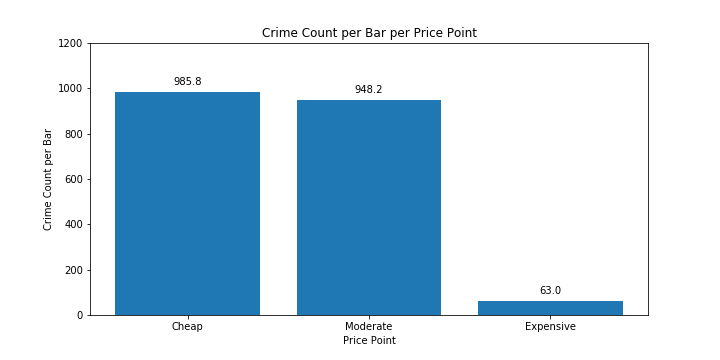 Crime Count per Bar per Price Point
1200
1000
800
600
400
200
0
Crime Count per Bar
985.8
948.2
63.0
Cheap
Moderate
Expensive
Price Point